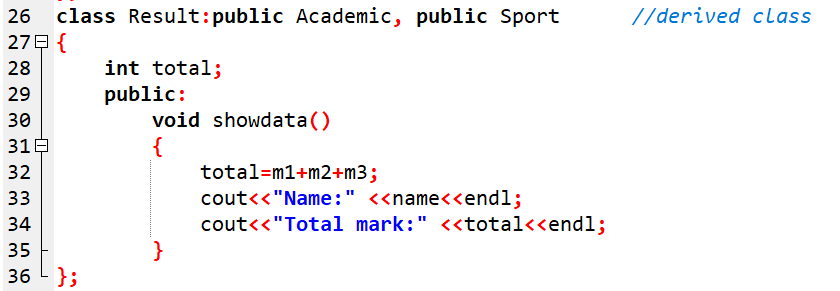 26 class Result:public Academic, public Sport //derived class
27 {
28 int total;
29 public:
30 void showdata()
31 {
32 total=m1+m2+m3;
33 cout<<"Name:" <<name<<endl;
34 cout<<"Total mark:" <<total<<endl;
35 }
36 };